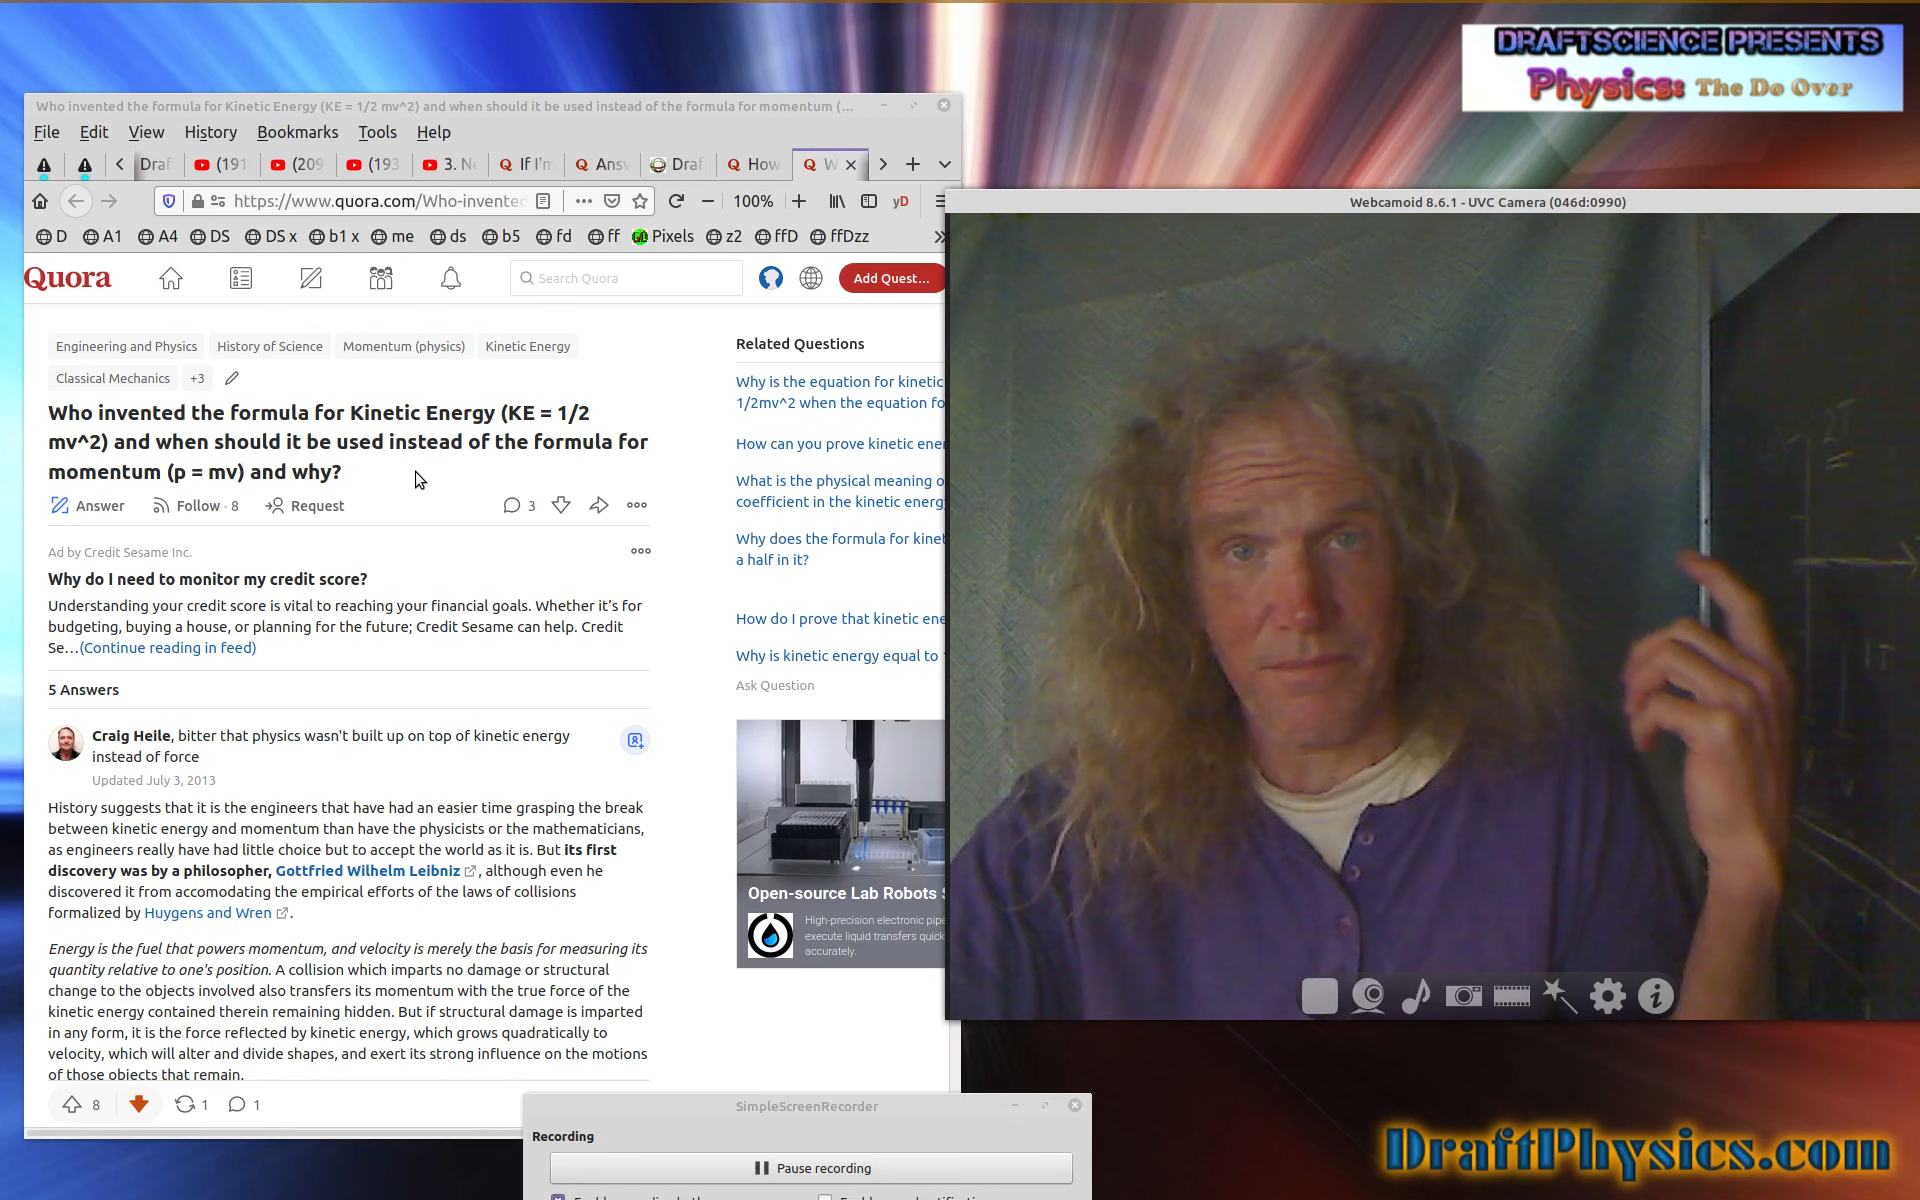 DRAFTSCIENCE PRESENTS
Physics: The Do Over
Who invented the formula for Kinetic Energy (KE = 1/2 mv^2) and when should it be used instead of the formula for momentum (...
File Edit View History Bookmarks Tools Help
Draf (191 (209 (193 3. Ne If I'm Answ Draf How W
https://www.quora.com/Who-invented 100% yD
D A1 A4 DS DS x b1 x me ds b5 fd ff Pixels z2 ffD ffDzz
Webcamoid 8.6.1 - UVC Camera (046d:0990)
Quora Search Quora Add Quest...
Engineering and Physics History of Science Momentum (physics) Kinetic Energy
Classical Mechanics +3
Who invented the formula for Kinetic Energy (KE = 1/2
mv^2) and when should it be used instead of the formula for
momentum (p = mv) and why?
Answer Follow · 8 Request 3
Ad by Credit Sesame Inc.
Why do I need to monitor my credit score?
Understanding your credit score is vital to reaching your financial goals. Whether it's for
budgeting, buying a house, or planning for the future; Credit Sesame can help. Credit
Se...(Continue reading in feed)
5 Answers
Craig Heile, bitter that physics wasn't built up on top of kinetic energy
instead of force
Updated July 3, 2013
History suggests that it is the engineers that have had an easier time grasping the break
between kinetic energy and momentum than have the physicists or the mathematicians,
as engineers really have had little choice but to accept the world as it is. But its first
discovery was by a philosopher, Gottfried Wilhelm Leibniz, although even he
discovered it from accomodating the empirical efforts of the laws of collisions
formalized by Huygens and Wren.
Energy is the fuel that powers momentum, and velocity is merely the basis for measuring its
quantity relative to one's position. A collision which imparts no damage or structural
change to the objects involved also transfers its momentum with the true force of the
kinetic energy contained therein remaining hidden. But if structural damage is imparted
in any form, it is the force reflected by kinetic energy, which grows quadratically to
velocity, which will alter and divide shapes, and exert its strong influence on the motions
of those objects that remain.
8 1 1
Related Questions
Why is the equation for kinetic
1/2mv^2 when the equation fo
How can you prove kinetic ener
What is the physical meaning o
coefficient in the kinetic energ
Why does the formula for kinet
a half in it?
How do I prove that kinetic ene
Why is kinetic energy equal to
Ask Question
Open-source Lab Robots
High-precision electronic pipe
execute liquid transfers quick
accurately.
SimpleScreenRecorder
Recording
Pause recording
DraftPhysics.com